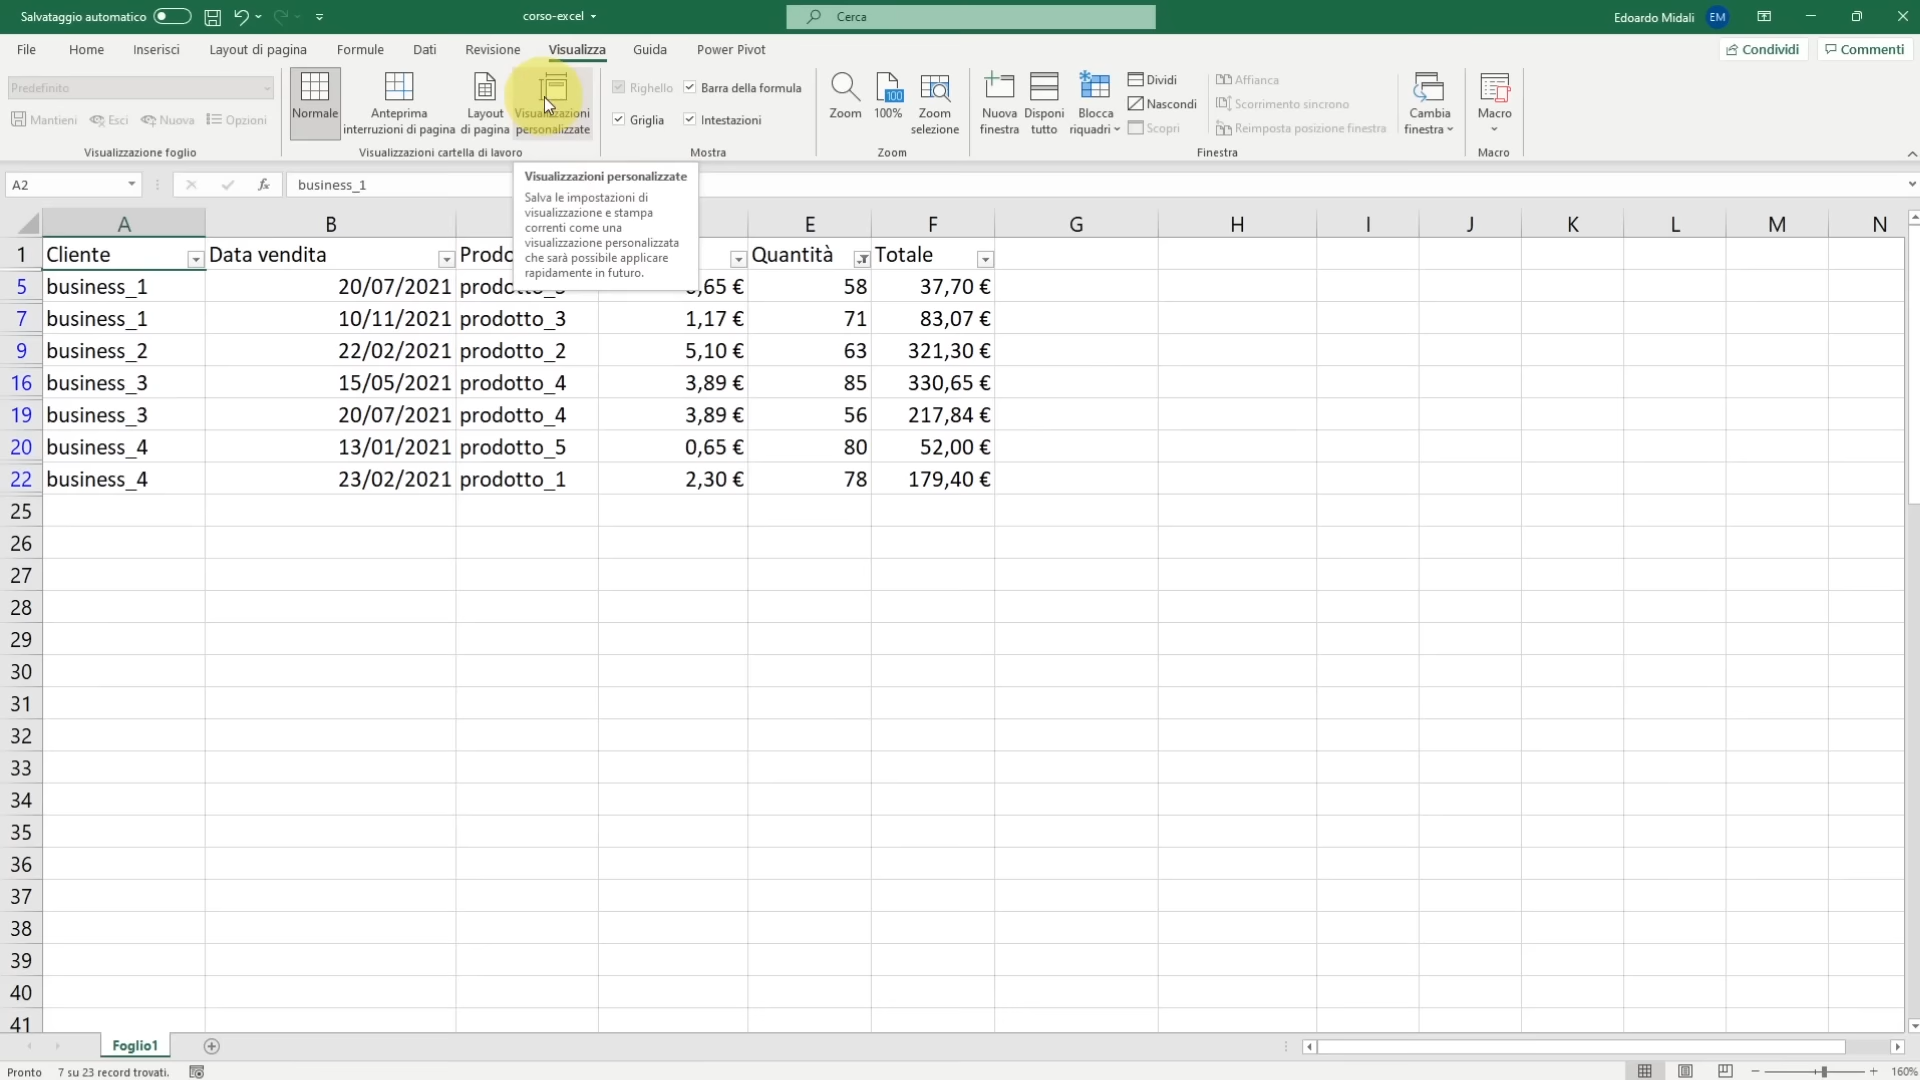 Salvataggio automatico
corso-excel
Cerca
Edoardo Midali
EM
File Home Inserisci Layout di pagina Formule Dati Revisione Visualizza Guida Power Pivot
Condividi Commenti
Predefinito
Mantieni Esci Nuova Opzioni
Visualizzazione foglio
Normale
Anteprima
interruzioni di pagina
Layout
di pagina
Visualizzazioni
personalizzate
Visualizzazioni cartella di lavoro
Righello Barra della formula
Griglia Intestazioni
Mostra
Zoom
100
100%
Zoom
selezione
Zoom
Nuova
finestra
Disponi
tutto
Blocca
riquadri
Dividi
Nascondi
Scopri
Affianca
Scorrimento sincrono
Reimposta posizione finestra
Cambia
finestra
Finestra
Macro
Macro
A2
fx
business_1
Visualizzazioni personalizzate
Salva le impostazioni di
visualizzazione e stampa
correnti come una
visualizzazione personalizzata
che sarà possibile applicare
rapidamente in futuro.
A B E F G H I J K L M N
1 Cliente Data vendita Quantità Totale
5 business_1 20/07/2021 58 37,70 €
7 business_1 10/11/2021 prodotto_3 1,17 € 71 83,07 €
9 business_2 22/02/2021 prodotto_2 5,10 € 63 321,30 €
16 business_3 15/05/2021 prodotto_4 3,89 € 85 330,65 €
19 business_3 20/07/2021 prodotto_4 3,89 € 56 217,84 €
20 business_4 13/01/2021 prodotto_5 0,65 € 80 52,00 €
22 business_4 23/02/2021 prodotto_1 2,30 € 78 179,40 €
25
26
27
28
29
30
31
32
33
34
35
36
37
38
39
40
41
Foglio1
Pronto 7 su 23 record trovati.
160%